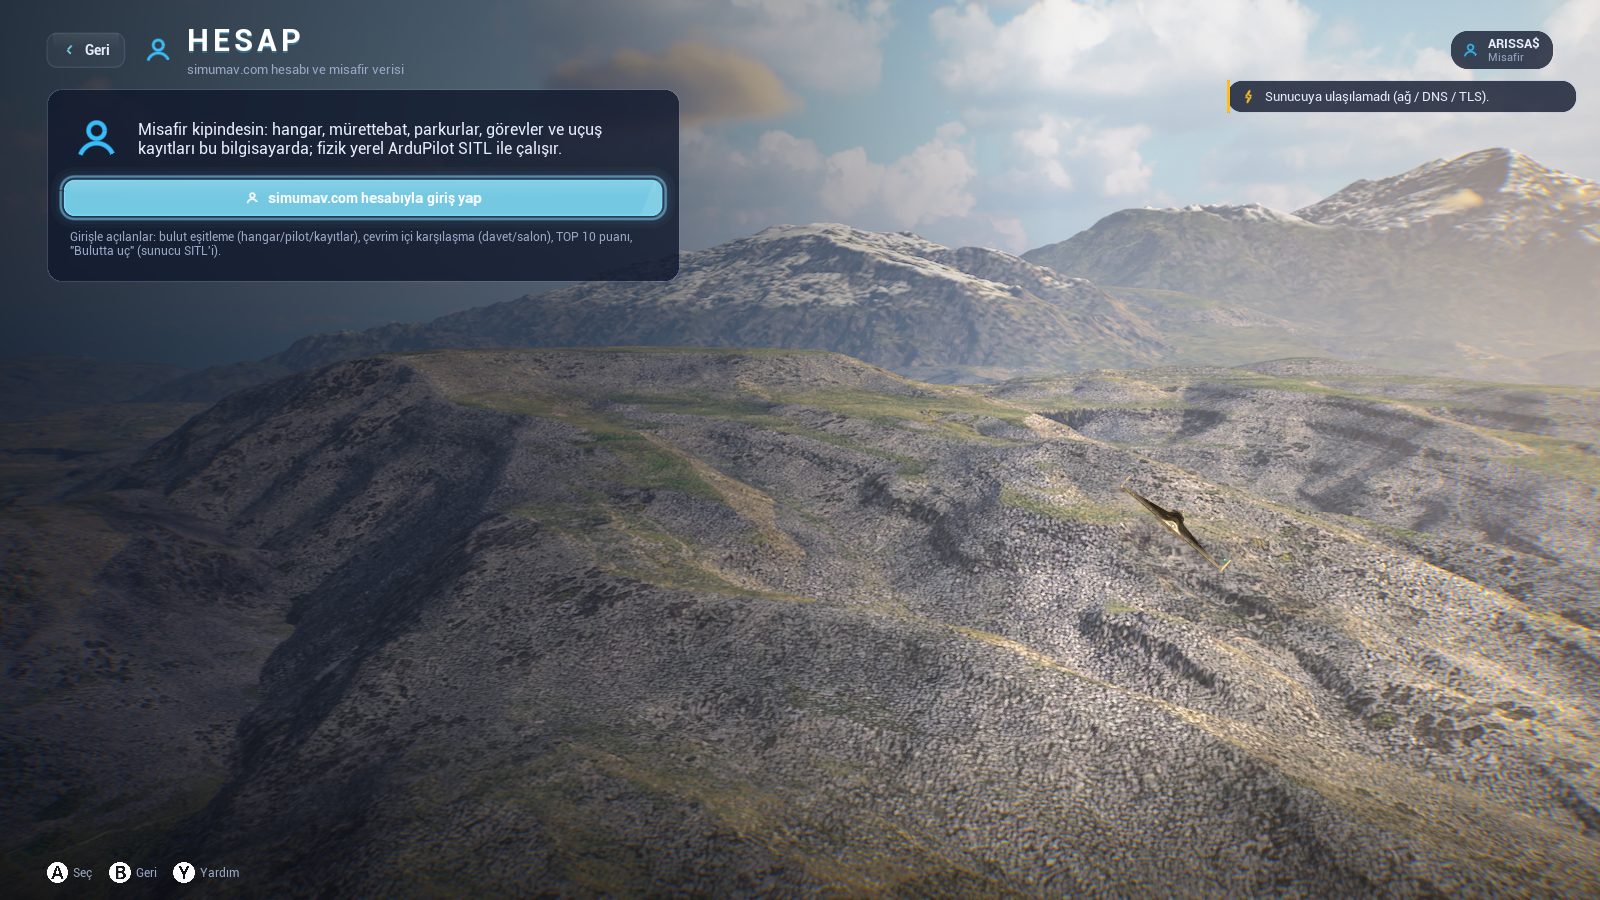 Geri
HESAP
simumav.com hesabı ve misafir verisi
ARISSA$
Misafir
Sunucuya ulaşılamadı (ağ / DNS / TLS).
Misafir kipindesin: hangar, mürettebat, parkurlar, görevler ve uçuş
kayıtları bu bilgisayarda; fizik yerel ArduPilot SITL ile çalışır.
simumav.com hesabıyla giriş yap
Girişle açılanlar: bulut eşitleme (hangar/pilot/kayıtlar), çevrim içi karşılaşma (davet/salon), TOP 10 puanı,
"Bulutta uç" (sunucu SITL'i).
A Seç B Geri Y Yardım